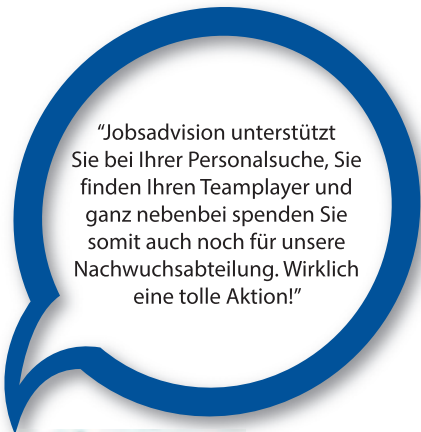 “Jobsadvision unterstützt
Sie bei Ihrer Personalsuche, Sie
finden Ihren Teamplayer und
ganz nebenbei spenden Sie
somit auch noch für unsere
Nachwuchsabteilung. Wirklich
eine tolle Aktion!”